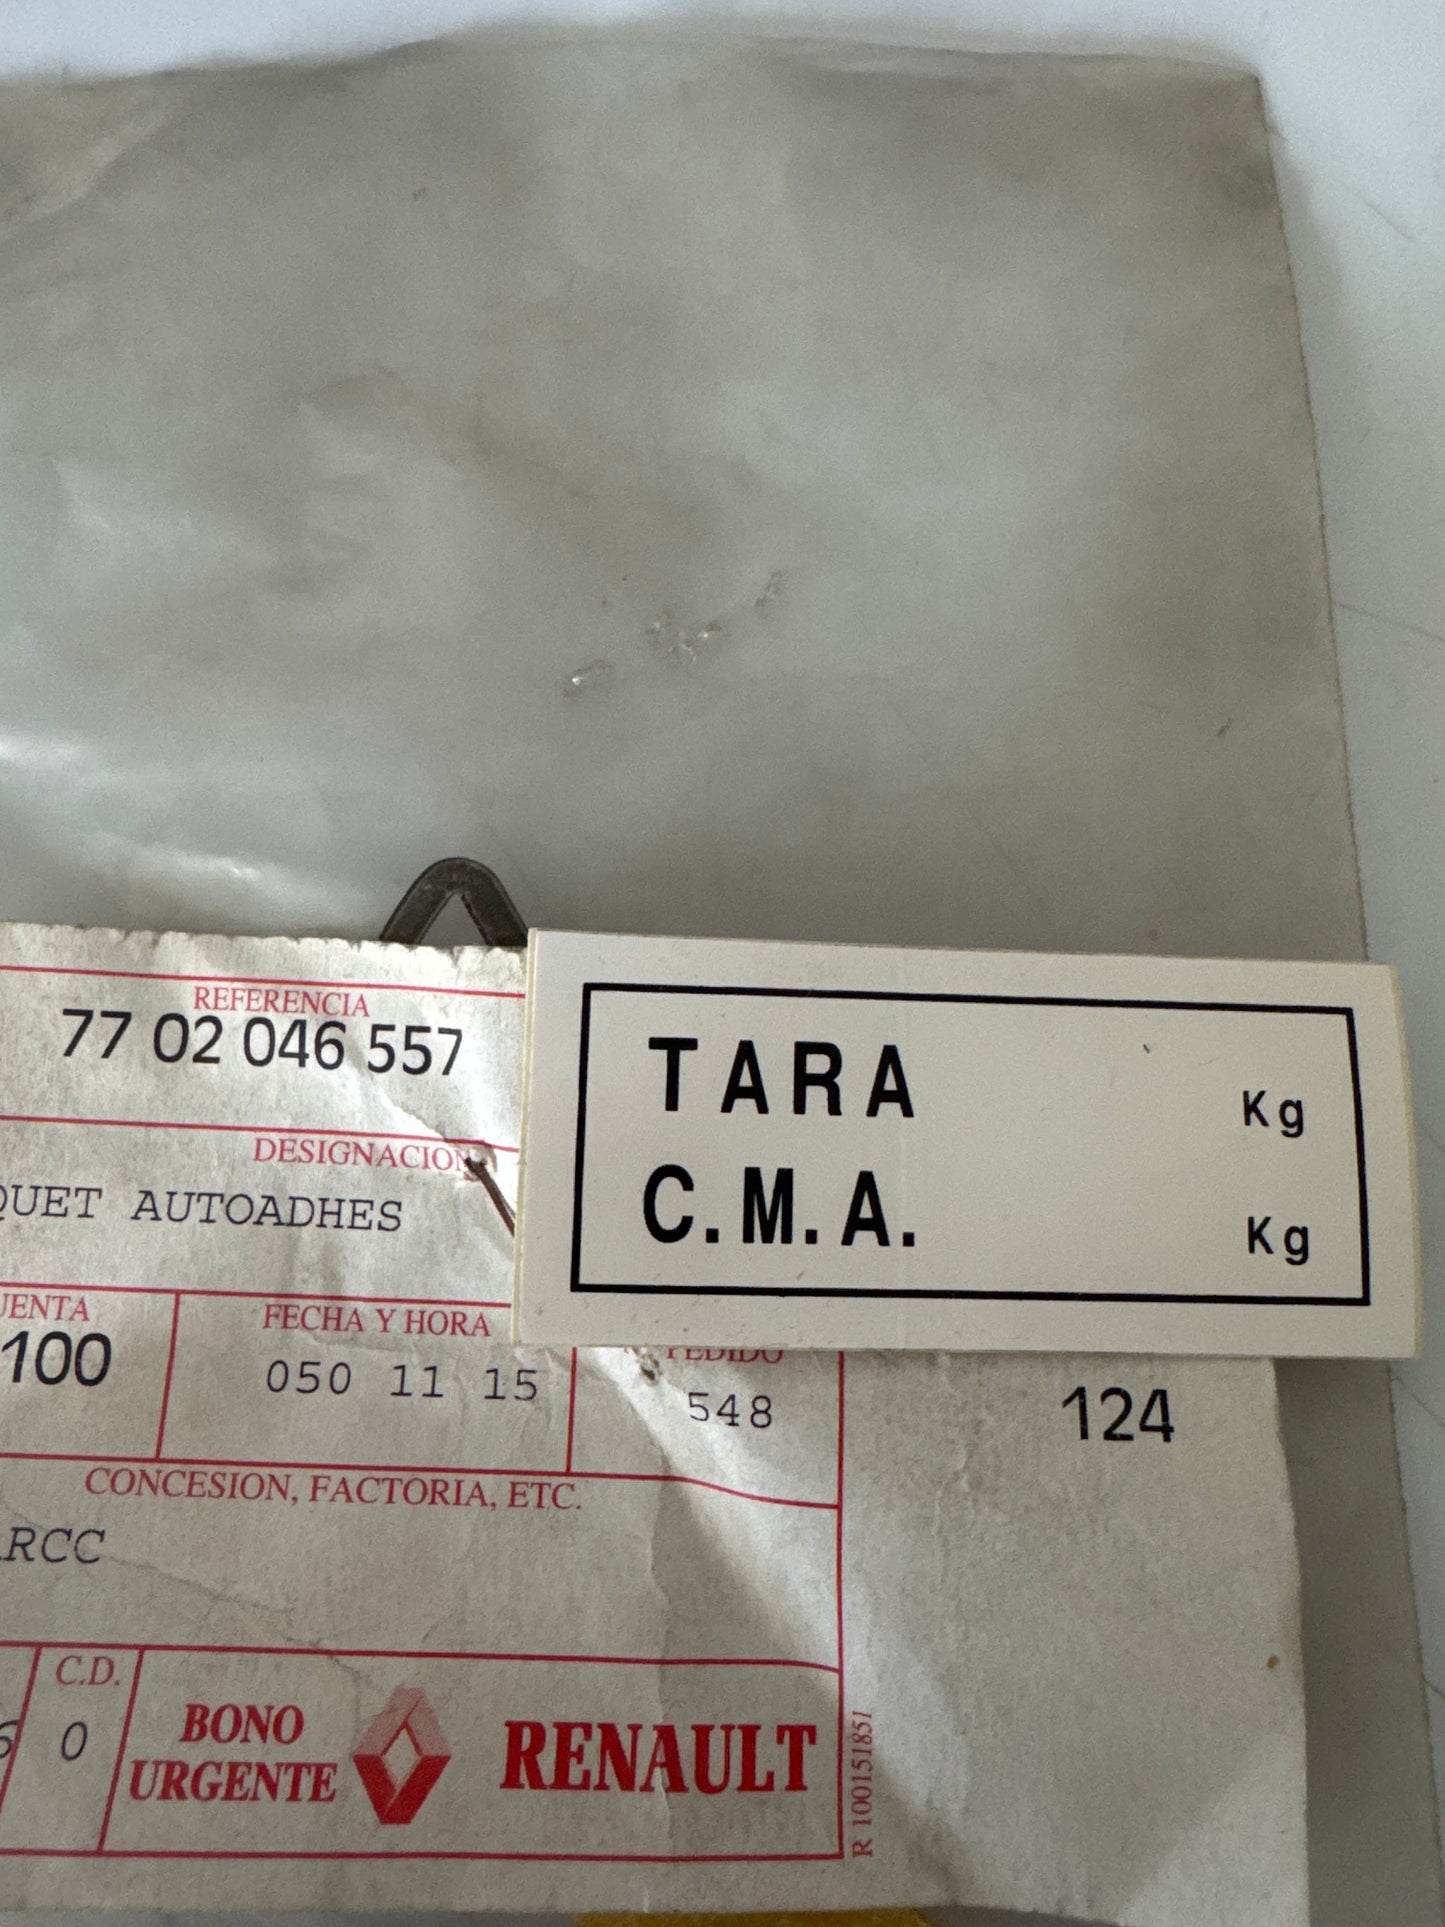 REFERENCIA
77 02 046 557
DESIGNACION
QUET AUTOADHES
TARA Kg
C.M.A. Kg
UENTA
100
FECHA Y HORA
050 11 15
PEDIDO
548
124
CONCESION, FACTORIA, ETC.
RCC
C.D.
0
BONO
URGENTE
RENAULT
R 100151851